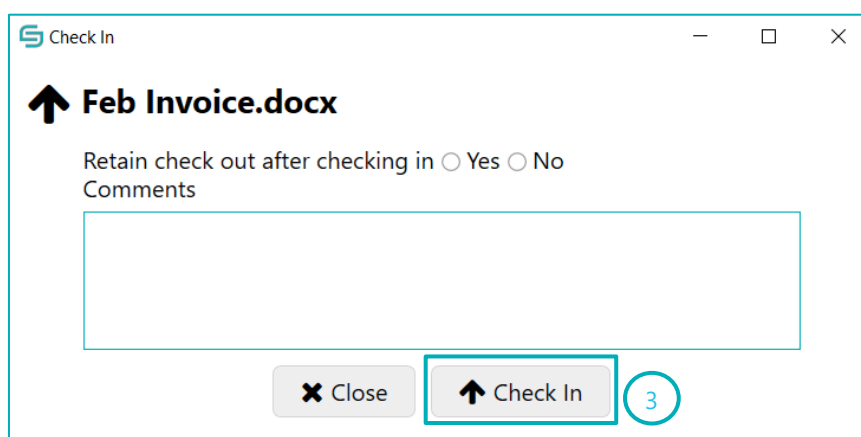 Check In
Feb Invoice.docx
Retain check out after checking in Yes No
Comments
Close Check In 3